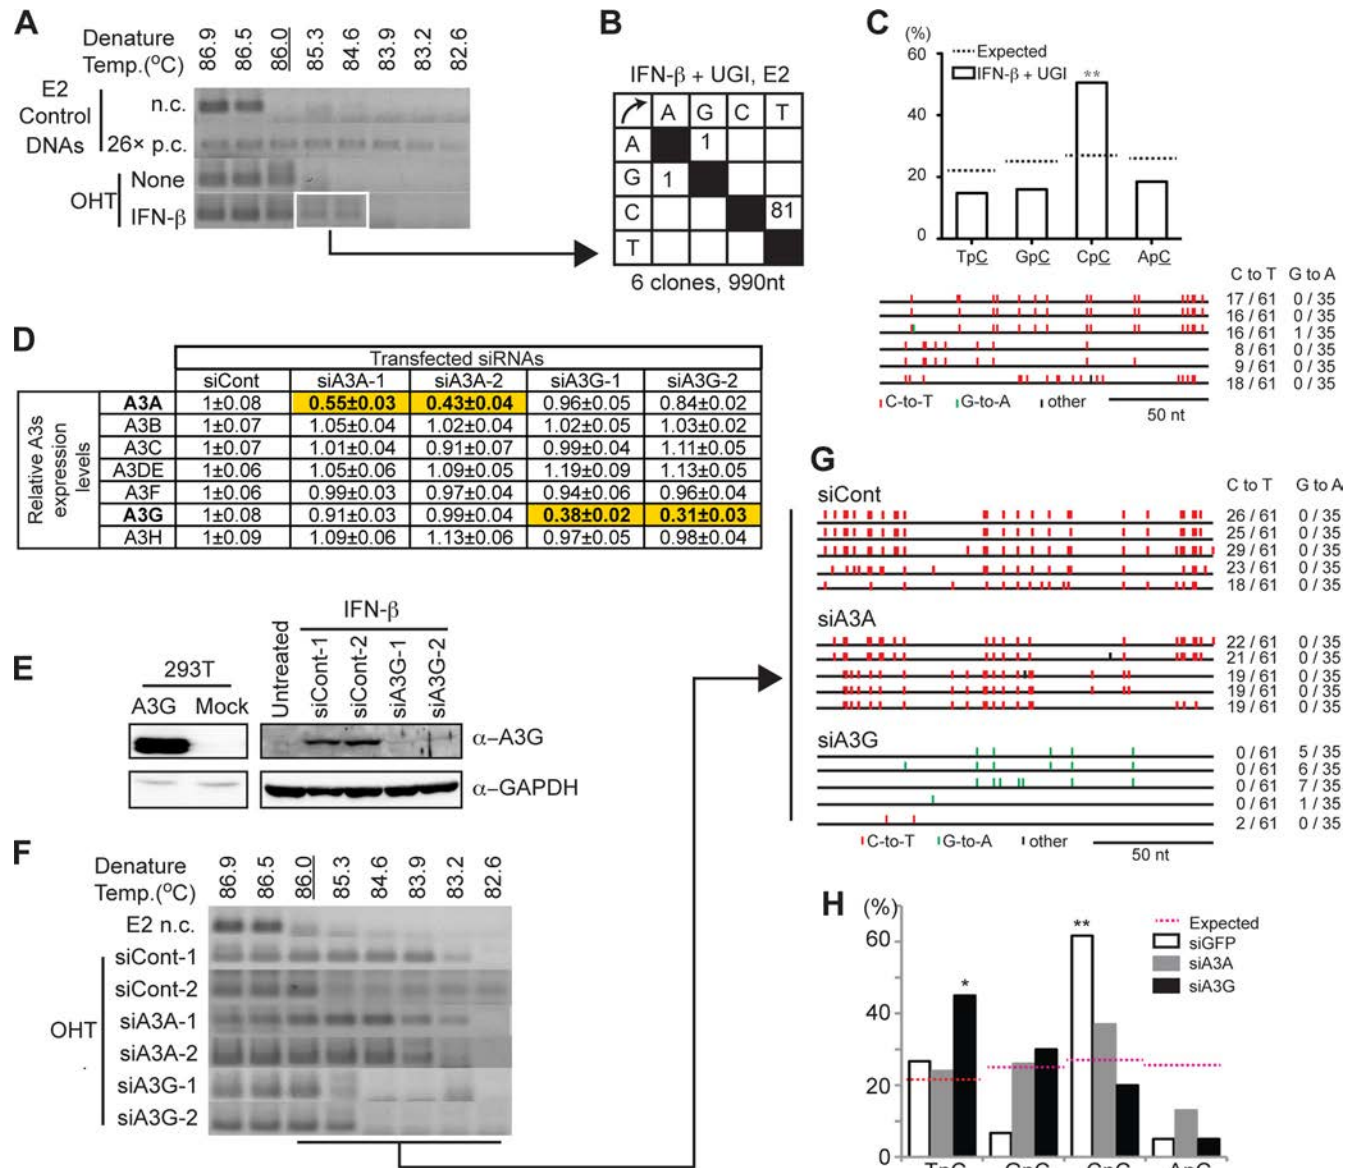 A
Denature
Temp.(°C)
86.9 86.5 86.0 85.3 84.6 83.9 83.2 82.6
E2
Control
DNAs
n.c.
26× p.c.
OHT
None
IFN-β
B
IFN-β + UGI, E2
A G C T
A 1
G 1
C 81
T
6 clones, 990nt
C
(%)
60
40
20
0
Expected
IFN-β + UGI
**
TpC GpC CpC ApC
C to T G to A
17 / 61 0 / 35
16 / 61 0 / 35
16 / 61 1 / 35
8 / 61 0 / 35
9 / 61 0 / 35
18 / 61 0 / 35
C-to-T G-to-A other
50 nt
D
Transfected siRNAs
siCont siA3A-1 siA3A-2 siA3G-1 siA3G-2
Relative A3s
expression
levels
A3A 1±0.08 0.55±0.03 0.43±0.04 0.96±0.05 0.84±0.02
A3B 1±0.07 1.05±0.04 1.02±0.04 1.02±0.05 1.03±0.02
A3C 1±0.07 1.01±0.04 0.91±0.07 0.99±0.04 1.11±0.05
A3DE 1±0.06 1.05±0.06 1.09±0.05 1.19±0.09 1.13±0.05
A3F 1±0.06 0.99±0.03 0.97±0.04 0.94±0.06 0.96±0.04
A3G 1±0.08 0.91±0.03 0.99±0.04 0.38±0.02 0.31±0.03
A3H 1±0.09 1.09±0.06 1.13±0.06 0.97±0.05 0.98±0.04
E
293T
A3G Mock
IFN-β
Untreated
siCont-1
siCont-2
siA3G-1
siA3G-2
α–A3G
α–GAPDH
F
Denature
Temp.(°C)
86.9 86.5 86.0 85.3 84.6 83.9 83.2 82.6
E2 n.c.
OHT
siCont-1
siCont-2
siA3A-1
siA3A-2
siA3G-1
siA3G-2
G
C to T G to A
siCont
26 / 61 0 / 35
25 / 61 0 / 35
29 / 61 0 / 35
23 / 61 0 / 35
18 / 61 0 / 35
siA3A
22 / 61 0 / 35
21 / 61 0 / 35
19 / 61 0 / 35
19 / 61 0 / 35
19 / 61 0 / 35
siA3G
0 / 61 5 / 35
0 / 61 6 / 35
0 / 61 7 / 35
0 / 61 1 / 35
2 / 61 0 / 35
C-to-T G-to-A other
50 nt
H
(%)
60
40
20
0
Expected
siGFP
siA3A
siA3G
*
**
TpC GpC CpC ApC